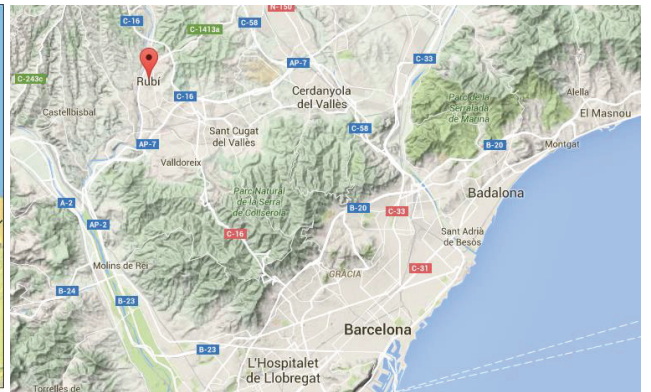 N-150
C-16
C-58
C-1413a
AP-7
C-33
Rubí
C-243c
C-16
Cerdanyola
del Vallès
Parc de la
Serralada
de Marina
Alella
El Masnou
Castellbisbal
Sant Cugat
del Vallès
C-58
AP-7
B-20
Montgat
Valldoreix
Parc Natural
de la Serra
de Collserola
Badalona
A-2
B-20
C-33
AP-2
C-16
Sant Adrià
de Besòs
Molins de Rei
GRÀCIA
C-31
B-24
B-23
Barcelona
B-23
L'Hospitalet
de Llobregat
Torrelles de